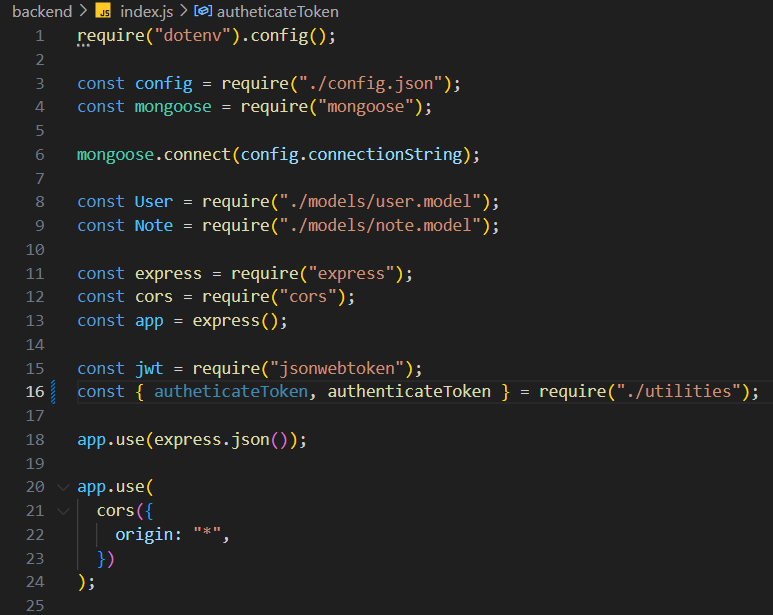 backend > JS index.js > autheticateToken
1 require("dotenv").config();
2
3 const config = require("./config.json");
4 const mongoose = require("mongoose");
5
6 mongoose.connect(config.connectionString);
7
8 const User = require("./models/user.model");
9 const Note = require("./models/note.model");
10
11 const express = require("express");
12 const cors = require("cors");
13 const app = express();
14
15 const jwt = require("jsonwebtoken");
16 const { autheticateToken, authenticateToken } = require("./utilities");
17
18 app.use(express.json());
19
20 app.use(
21   cors({
22     origin: "*",
23   })
24 );
25